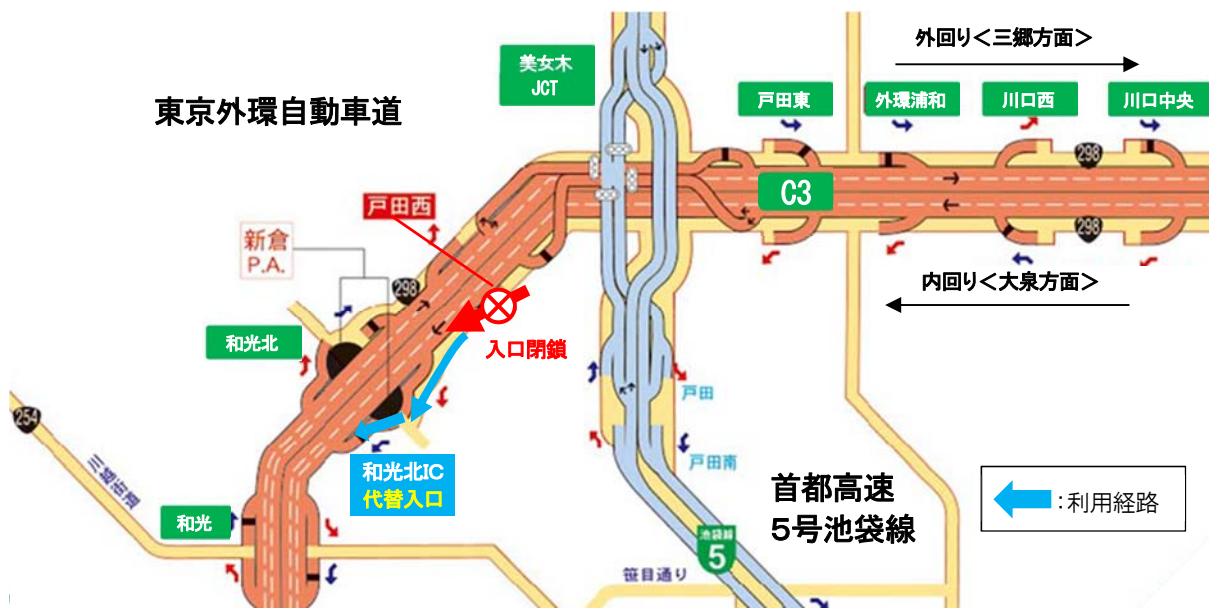 外回り＜三郷方面＞
美女木
JCT
東京外環自動車道
戸田東
外環浦和
川口西
川口中央
298
C3
戸田西
新倉
P.A.
298
298
内回り＜大泉方面＞
和光北
入口閉鎖
254
川越街道
戸田
戸田南
和光北IC
代替入口
首都高速
5号池袋線
:利用経路
和光
池袋線
5
笹目通り